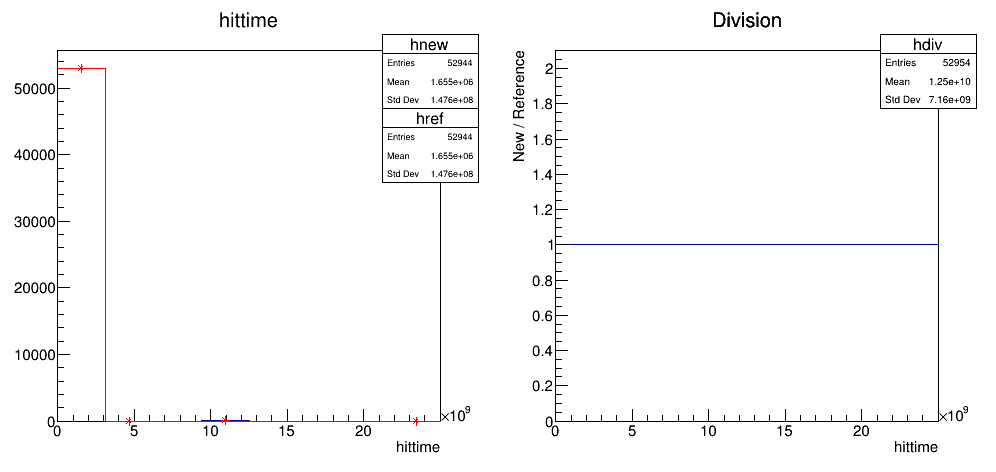 hittime
hnew
Entries 52944
Mean 1.655e+06
Std Dev 1.476e+08
href
Entries 52944
Mean 1.655e+06
Std Dev 1.476e+08
50000
40000
30000
20000
10000
0
0 5 10 15 20 ×10⁹
hittime
Division
hdiv
Entries 52954
Mean 1.25e+10
Std Dev 7.16e+09
New / Reference
2
1.8
1.6
1.4
1.2
1
0.8
0.6
0.4
0.2
0
0 5 10 15 20 ×10⁹
hittime